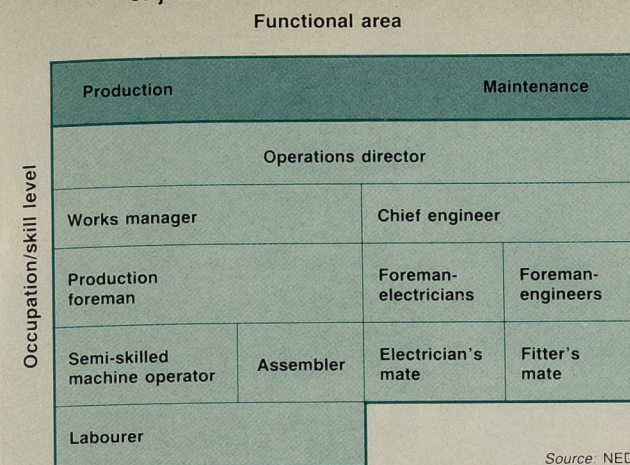 Functional area
Production Maintenance
Occupation/skill level
Operations director
Works manager Chief engineer
Production
foreman
Foreman-
electricians
Foreman-
engineers
Semi-skilled
machine operator
Assembler
Electrician's
mate
Fitter's
mate
Labourer
Source: